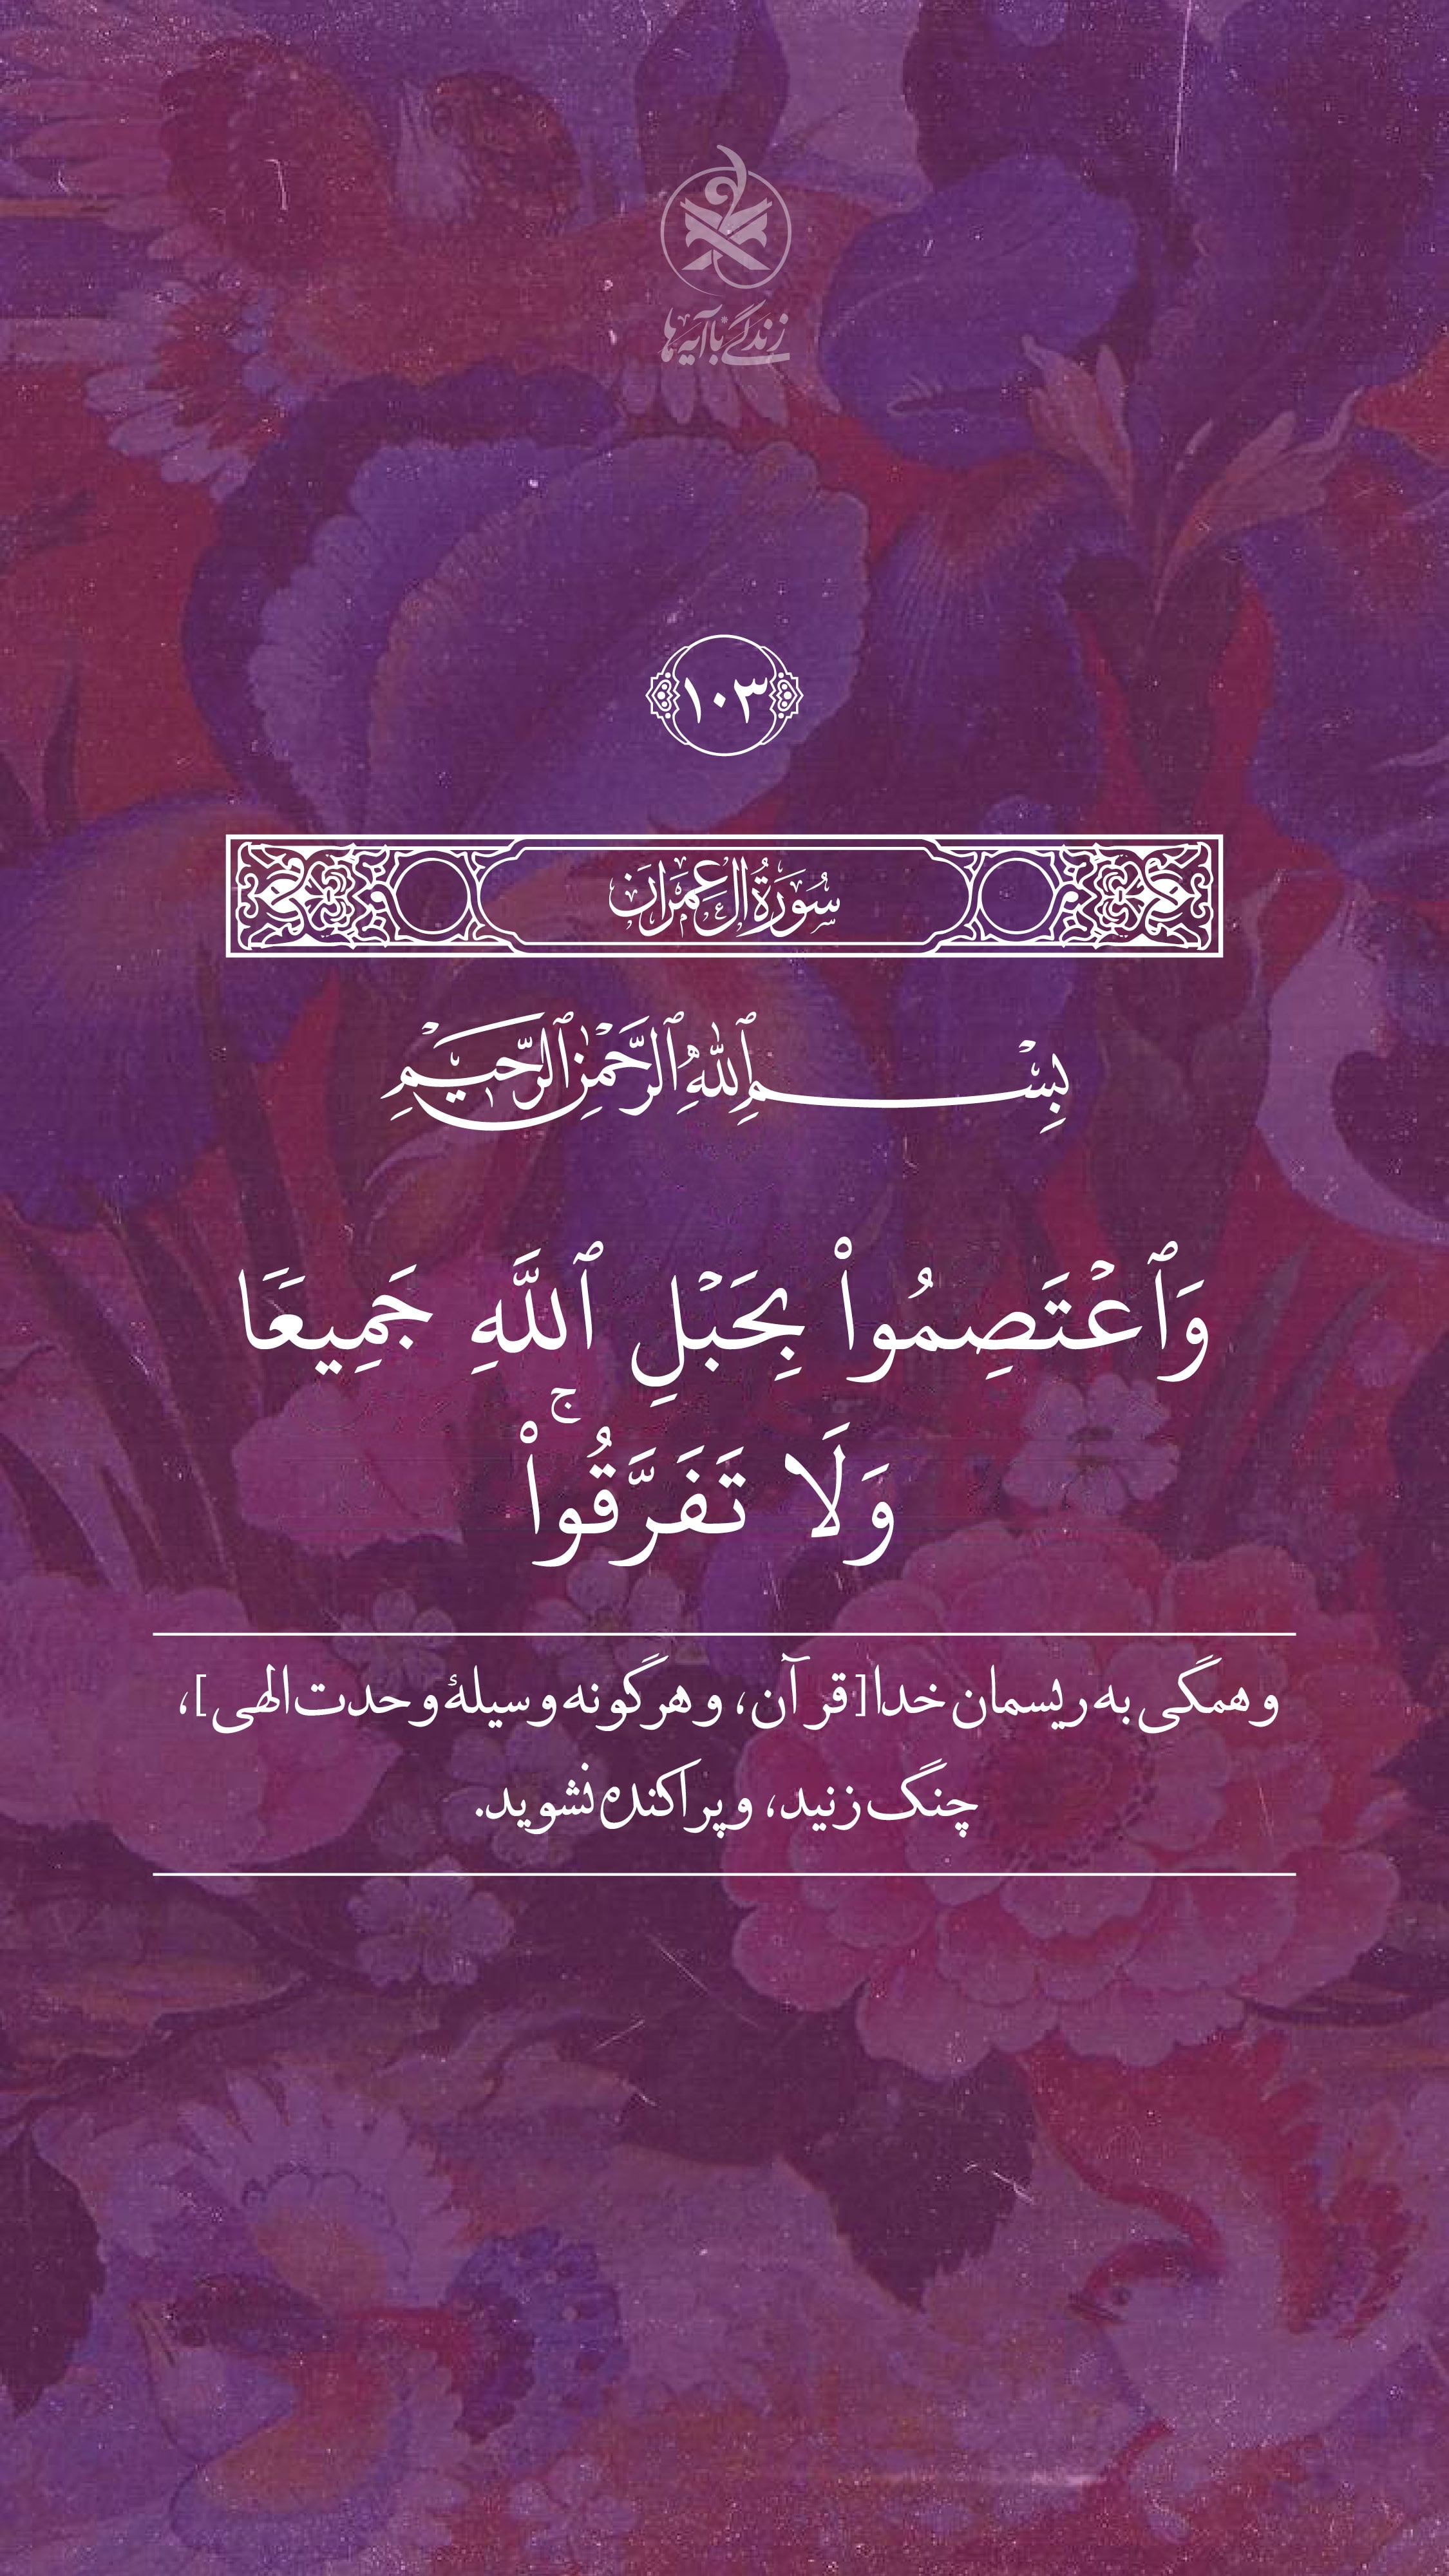 زندگی با آیه‌ها
۱۰۳
سُورَةُ آلِ عِمْرَان
بِسْمِ ٱللَّهِ ٱلرَّحْمَٰنِ ٱلرَّحِيمِ
وَٱعْتَصِمُوا۟ بِحَبْلِ ٱللَّهِ جَمِيعَا
وَلَا تَفَرَّقُوا۟ۚ
و همگی به ریسمان خدا [قرآن، و هرگونه وسیلهٔ وحدت الهی]،
چنگ زنید، و پراکنده نشوید.